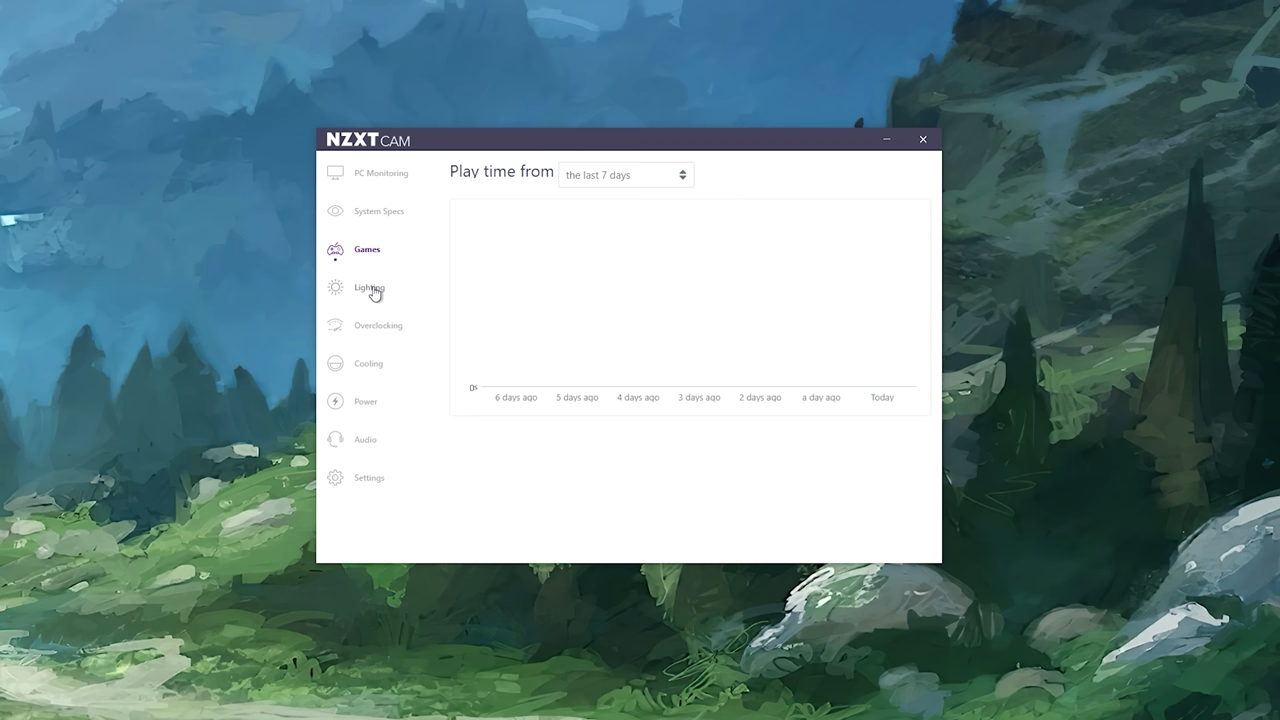 NZXT CAM
PC Monitoring
System Specs
Games
Lighting
Overclocking
Cooling
Power
Audio
Settings
Play time from the last 7 days
0s
6 days ago 5 days ago 4 days ago 3 days ago 2 days ago a day ago Today